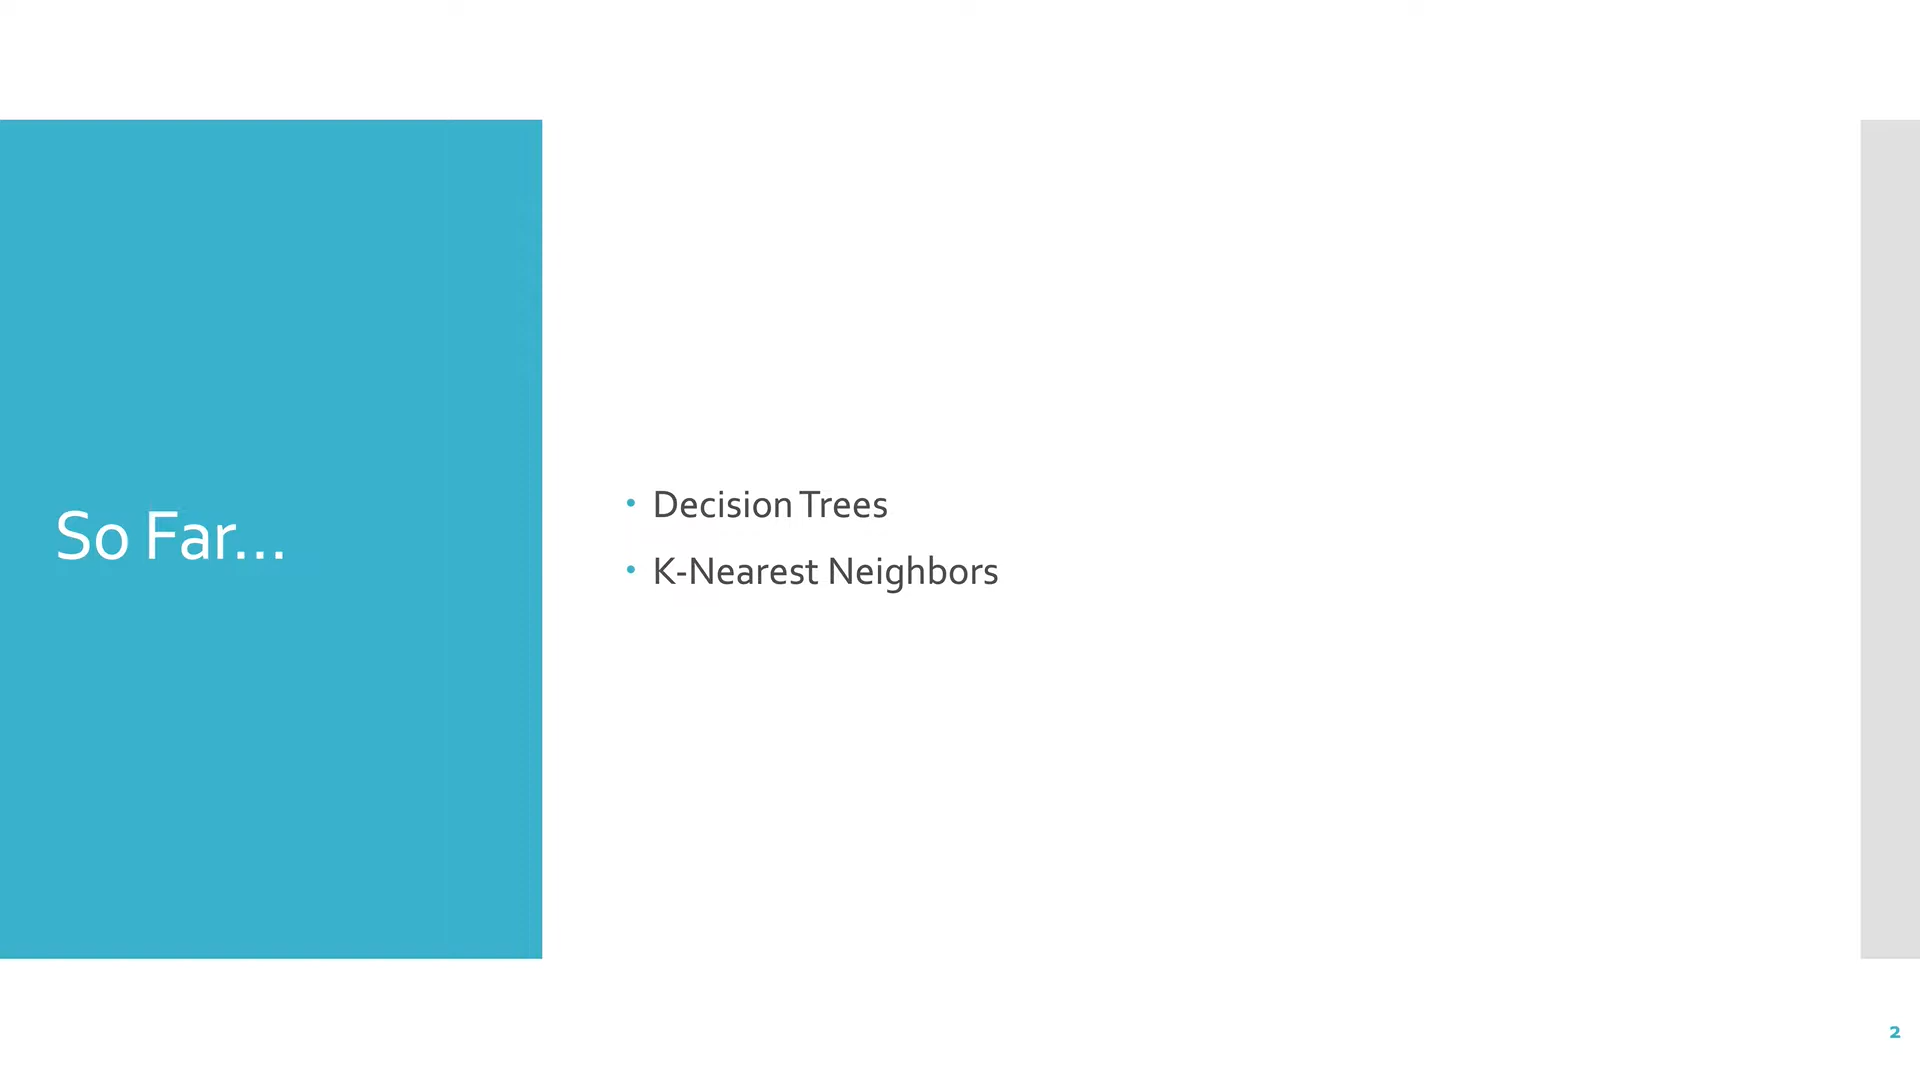 So Far...
• Decision Trees
• K-Nearest Neighbors
2